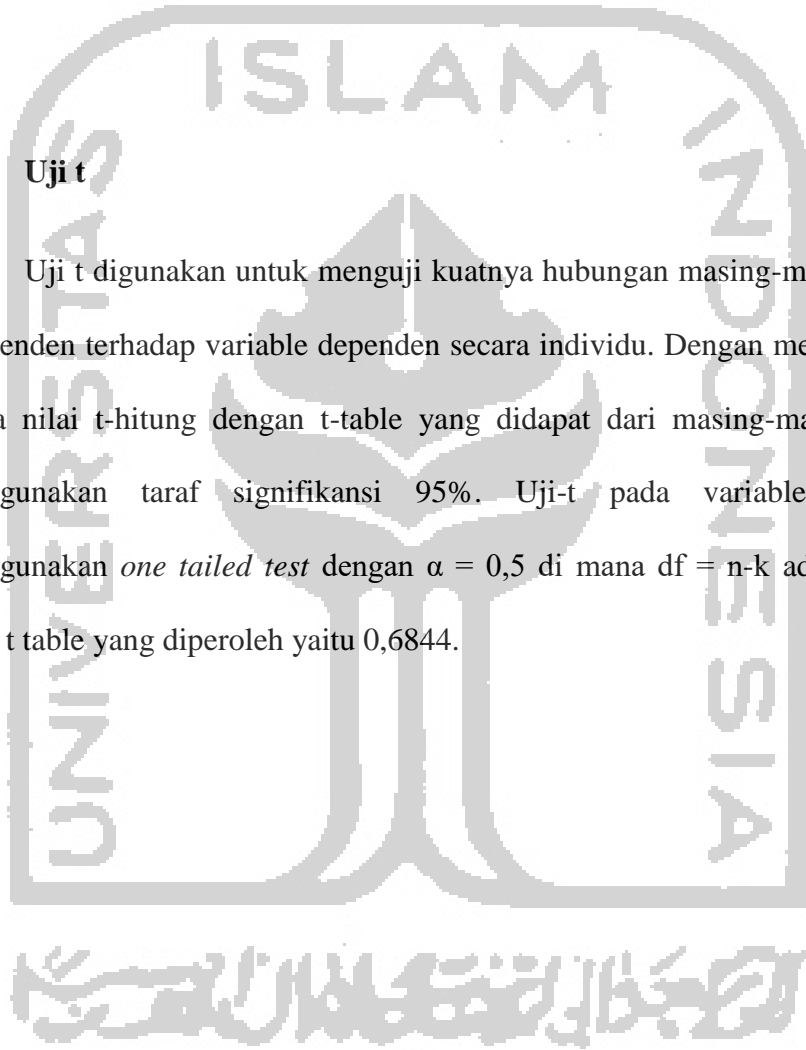 ISLAM
UNIVERSITAS
INDONESIA
Uji t
Uji t digunakan untuk menguji kuatnya hubungan masing-m
enden terhadap variable dependen secara individu. Dengan me
nilai t-hitung dengan t-table yang didapat dari masing-ma
gunakan taraf signifikansi 95%. Uji-t pada variable
gunakan one tailed test dengan α = 0,5 di mana df = n-k ad
t table yang diperoleh yaitu 0,6844.